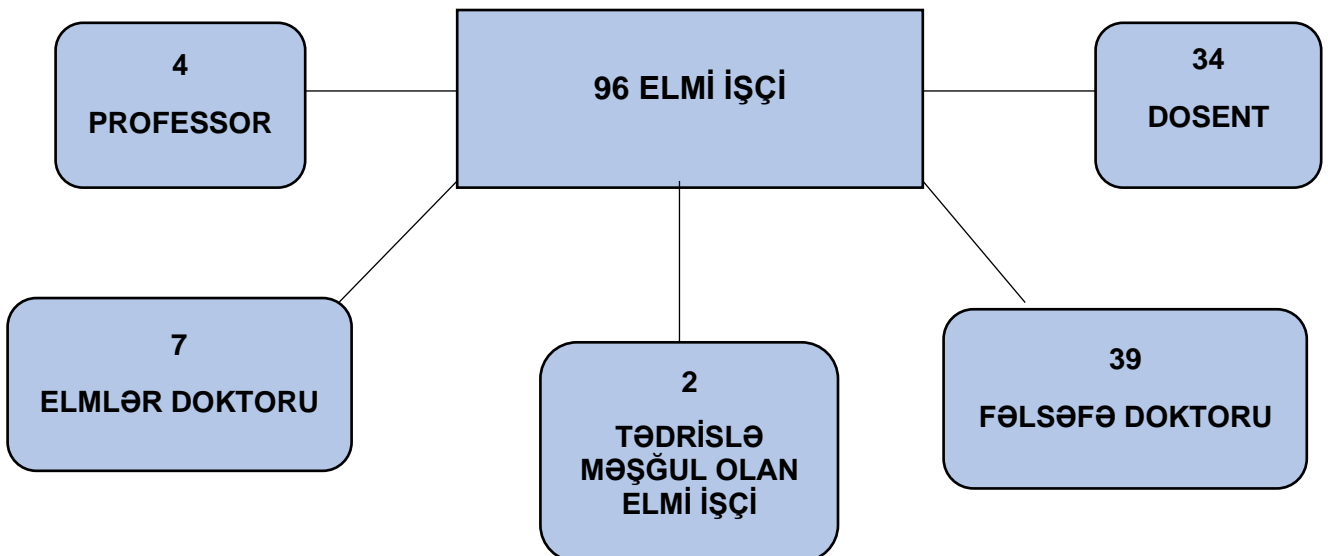 4
PROFESSOR
96 ELMİ İŞÇİ
34
DOSENT
7
ELMLƏR DOKTORU
2
TƏDRİSLƏ
MƏŞĞUL OLAN
ELMİ İŞÇİ
39
FƏLSƏFƏ DOKTORU